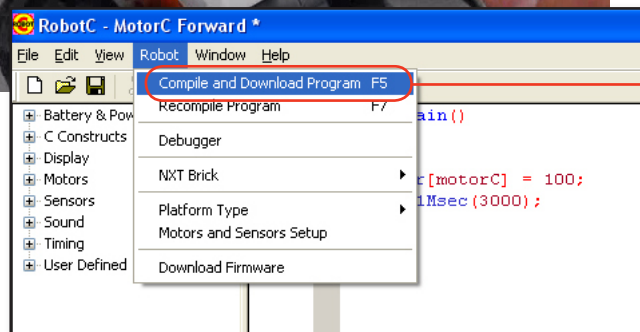 RobotC - MotorC Forward *
File Edit View Robot Window Help
Compile and Download Program F5
Recompile Program F7
Debugger
NXT Brick
Platform Type
Motors and Sensors Setup
Download Firmware
Battery & Pow
C Constructs
Display
Motors
Sensors
Sound
Timing
User Defined
ain()
r[motorC] = 100;
1Msec(3000);